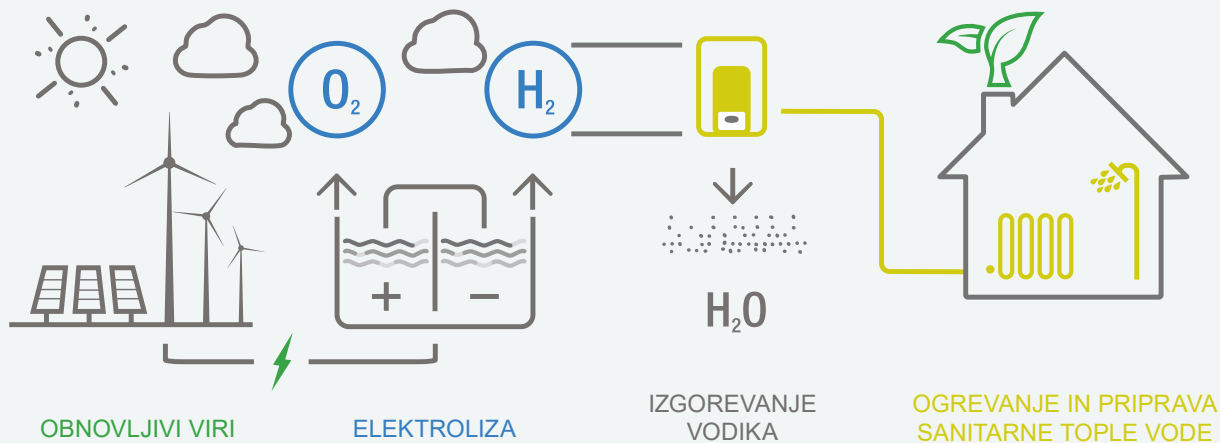 O₂
H₂
+ −
H₂O
OBNOVLJIVI VIRI
ELEKTROLIZA
IZGOREVANJE
VODIKA
OGREVANJE IN PRIPRAVA
SANITARNE TOPLE VODE